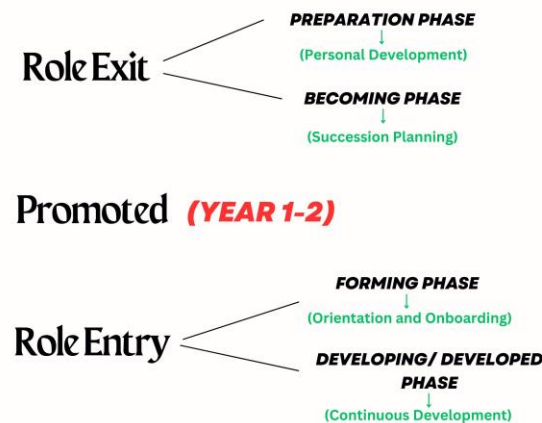 PREPARATION PHASE
(Personal Development)
Role Exit
BECOMING PHASE
(Succession Planning)
Promoted (YEAR 1-2)
FORMING PHASE
(Orientation and Onboarding)
Role Entry
DEVELOPING/ DEVELOPED
PHASE
(Continuous Development)